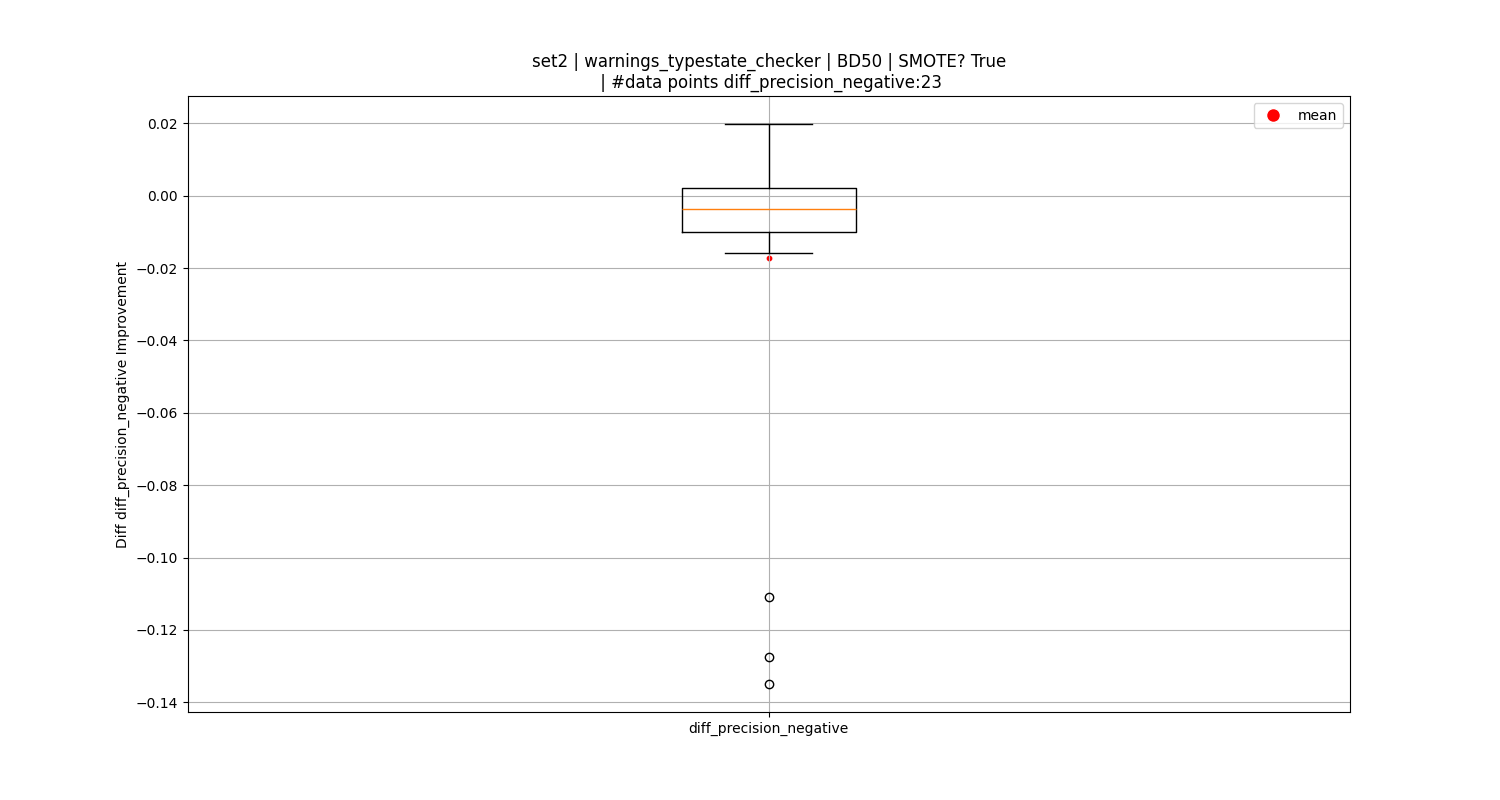 set2 | warnings_typestate_checker | BD50 | SMOTE? True
| #data points diff_precision_negative:23
mean
0.02
0.00
−0.02
−0.04
−0.06
−0.08
−0.10
−0.12
−0.14
Diff diff_precision_negative Improvement
diff_precision_negative